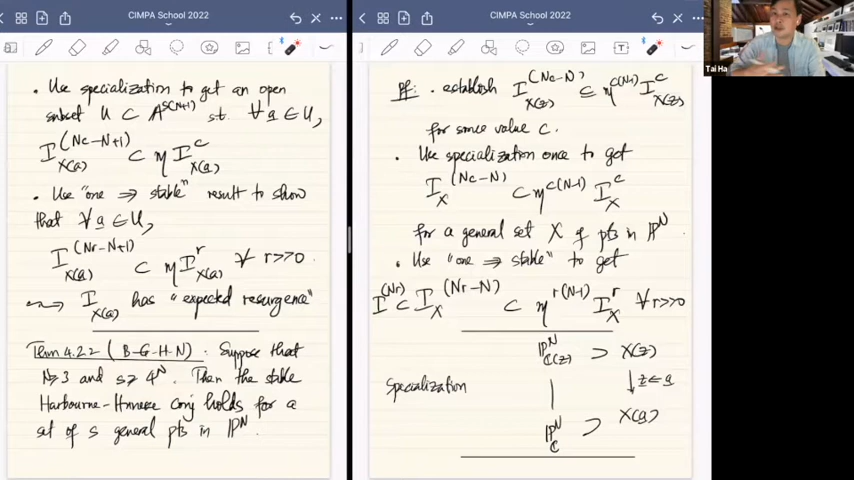 CIMPA School 2022
• Use specialization to get an open
subset U ⊂ A^{S(N+1)} s.t. ∀ a ∈ U,
I_{X(a)}^{(Nc-N+1)} ⊂ m I_{X(a)}^{c}
• Use "one ⇒ stable" result to show
that ∀ a ∈ U,
I_{X(a)}^{(Nr-N+1)} ⊂ m I_{X(a)}^{r} ∀ r>>0.
⇝ I_{X(a)} has "expected resurgence"
Thm 4.2.2 (B-G-H-N): Suppose that
N≥3 and s≥4^N. Then the stable
Harbourne-Huneke conj holds for a
set of s general pts in P^N.
CIMPA School 2022
Pf: • establish I_{X(z)}^{(Nc-N)} ⊆ m^{c(N-1)} I_{X(z)}^{c}
for some value c.
• Use specialization once to get
I_X^{(Nc-N)} ⊂ m^{c(N-1)} I_X^{c}
for a general set X of pts in P^N.
• Use "one ⇒ stable" to get
I^{(Nr)} ⊂ I_X^{(Nr-N)} ⊂ m^{r(N-1)} I_X^{r} ∀ r>>0
P^N_{C(z)} ⊃ X(z)
Specialization | ↓ z←a
P^N_C ⊃ X(a)
Tai Ha